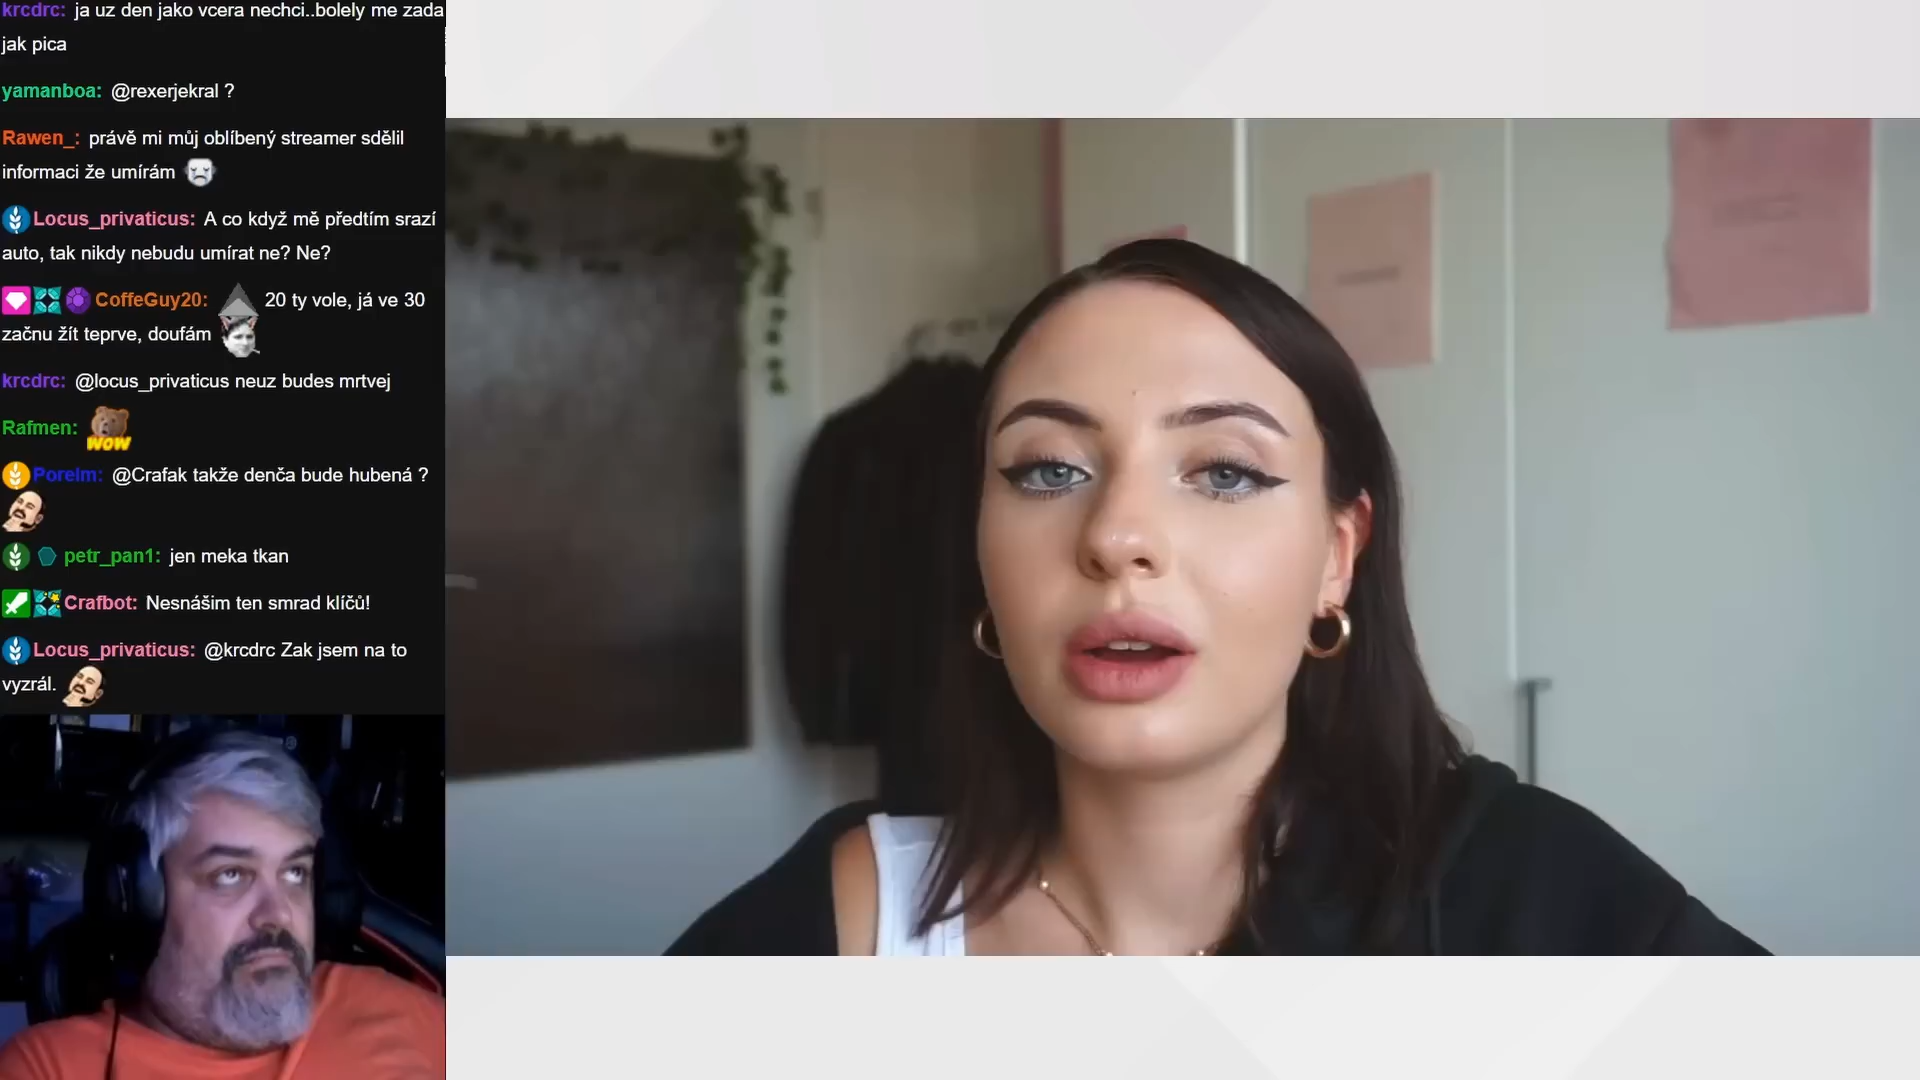 krcdrc: ja uz den jako vcera nechci..bolely me zada
jak pica
yamanboa: @rexerjekral ?
Rawen_: právě mi můj oblíbený streamer sdělil
informaci že umírám
Locus_privaticus: A co když mě předtím srazí
auto, tak nikdy nebudu umírat ne? Ne?
CoffeGuy20: 20 ty vole, já ve 30
začnu žít teprve, doufám
krcdrc: @locus_privaticus neuz budes mrtvej
Rafmen: WOW
Porelm: @Crafak takže denča bude hubená ?
petr_pan1: jen meka tkan
Crafbot: Nesnášim ten smrad klíčů!
Locus_privaticus: @krcdrc Zak jsem na to
vyzrál.